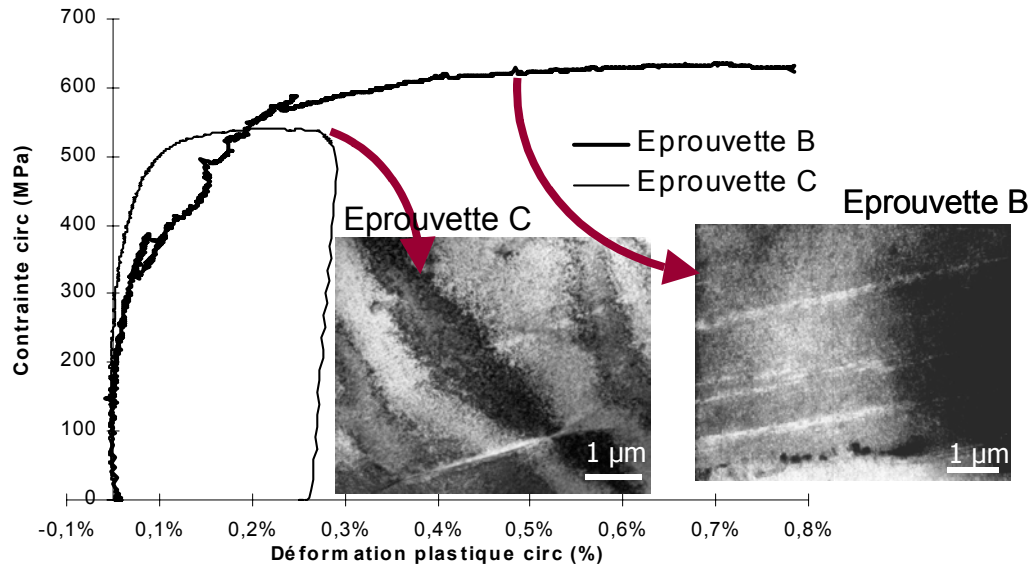 700
600
500
400
300
200
100
0
Contrainte circ (MPa)
-0,1% 0,1% 0,2% 0,3% 0,4% 0,5% 0,6% 0,7% 0,8%
Déformation plastique circ (%)
Eprouvette B
Eprouvette C
Eprouvette C
1 µm
Eprouvette B
1 µm